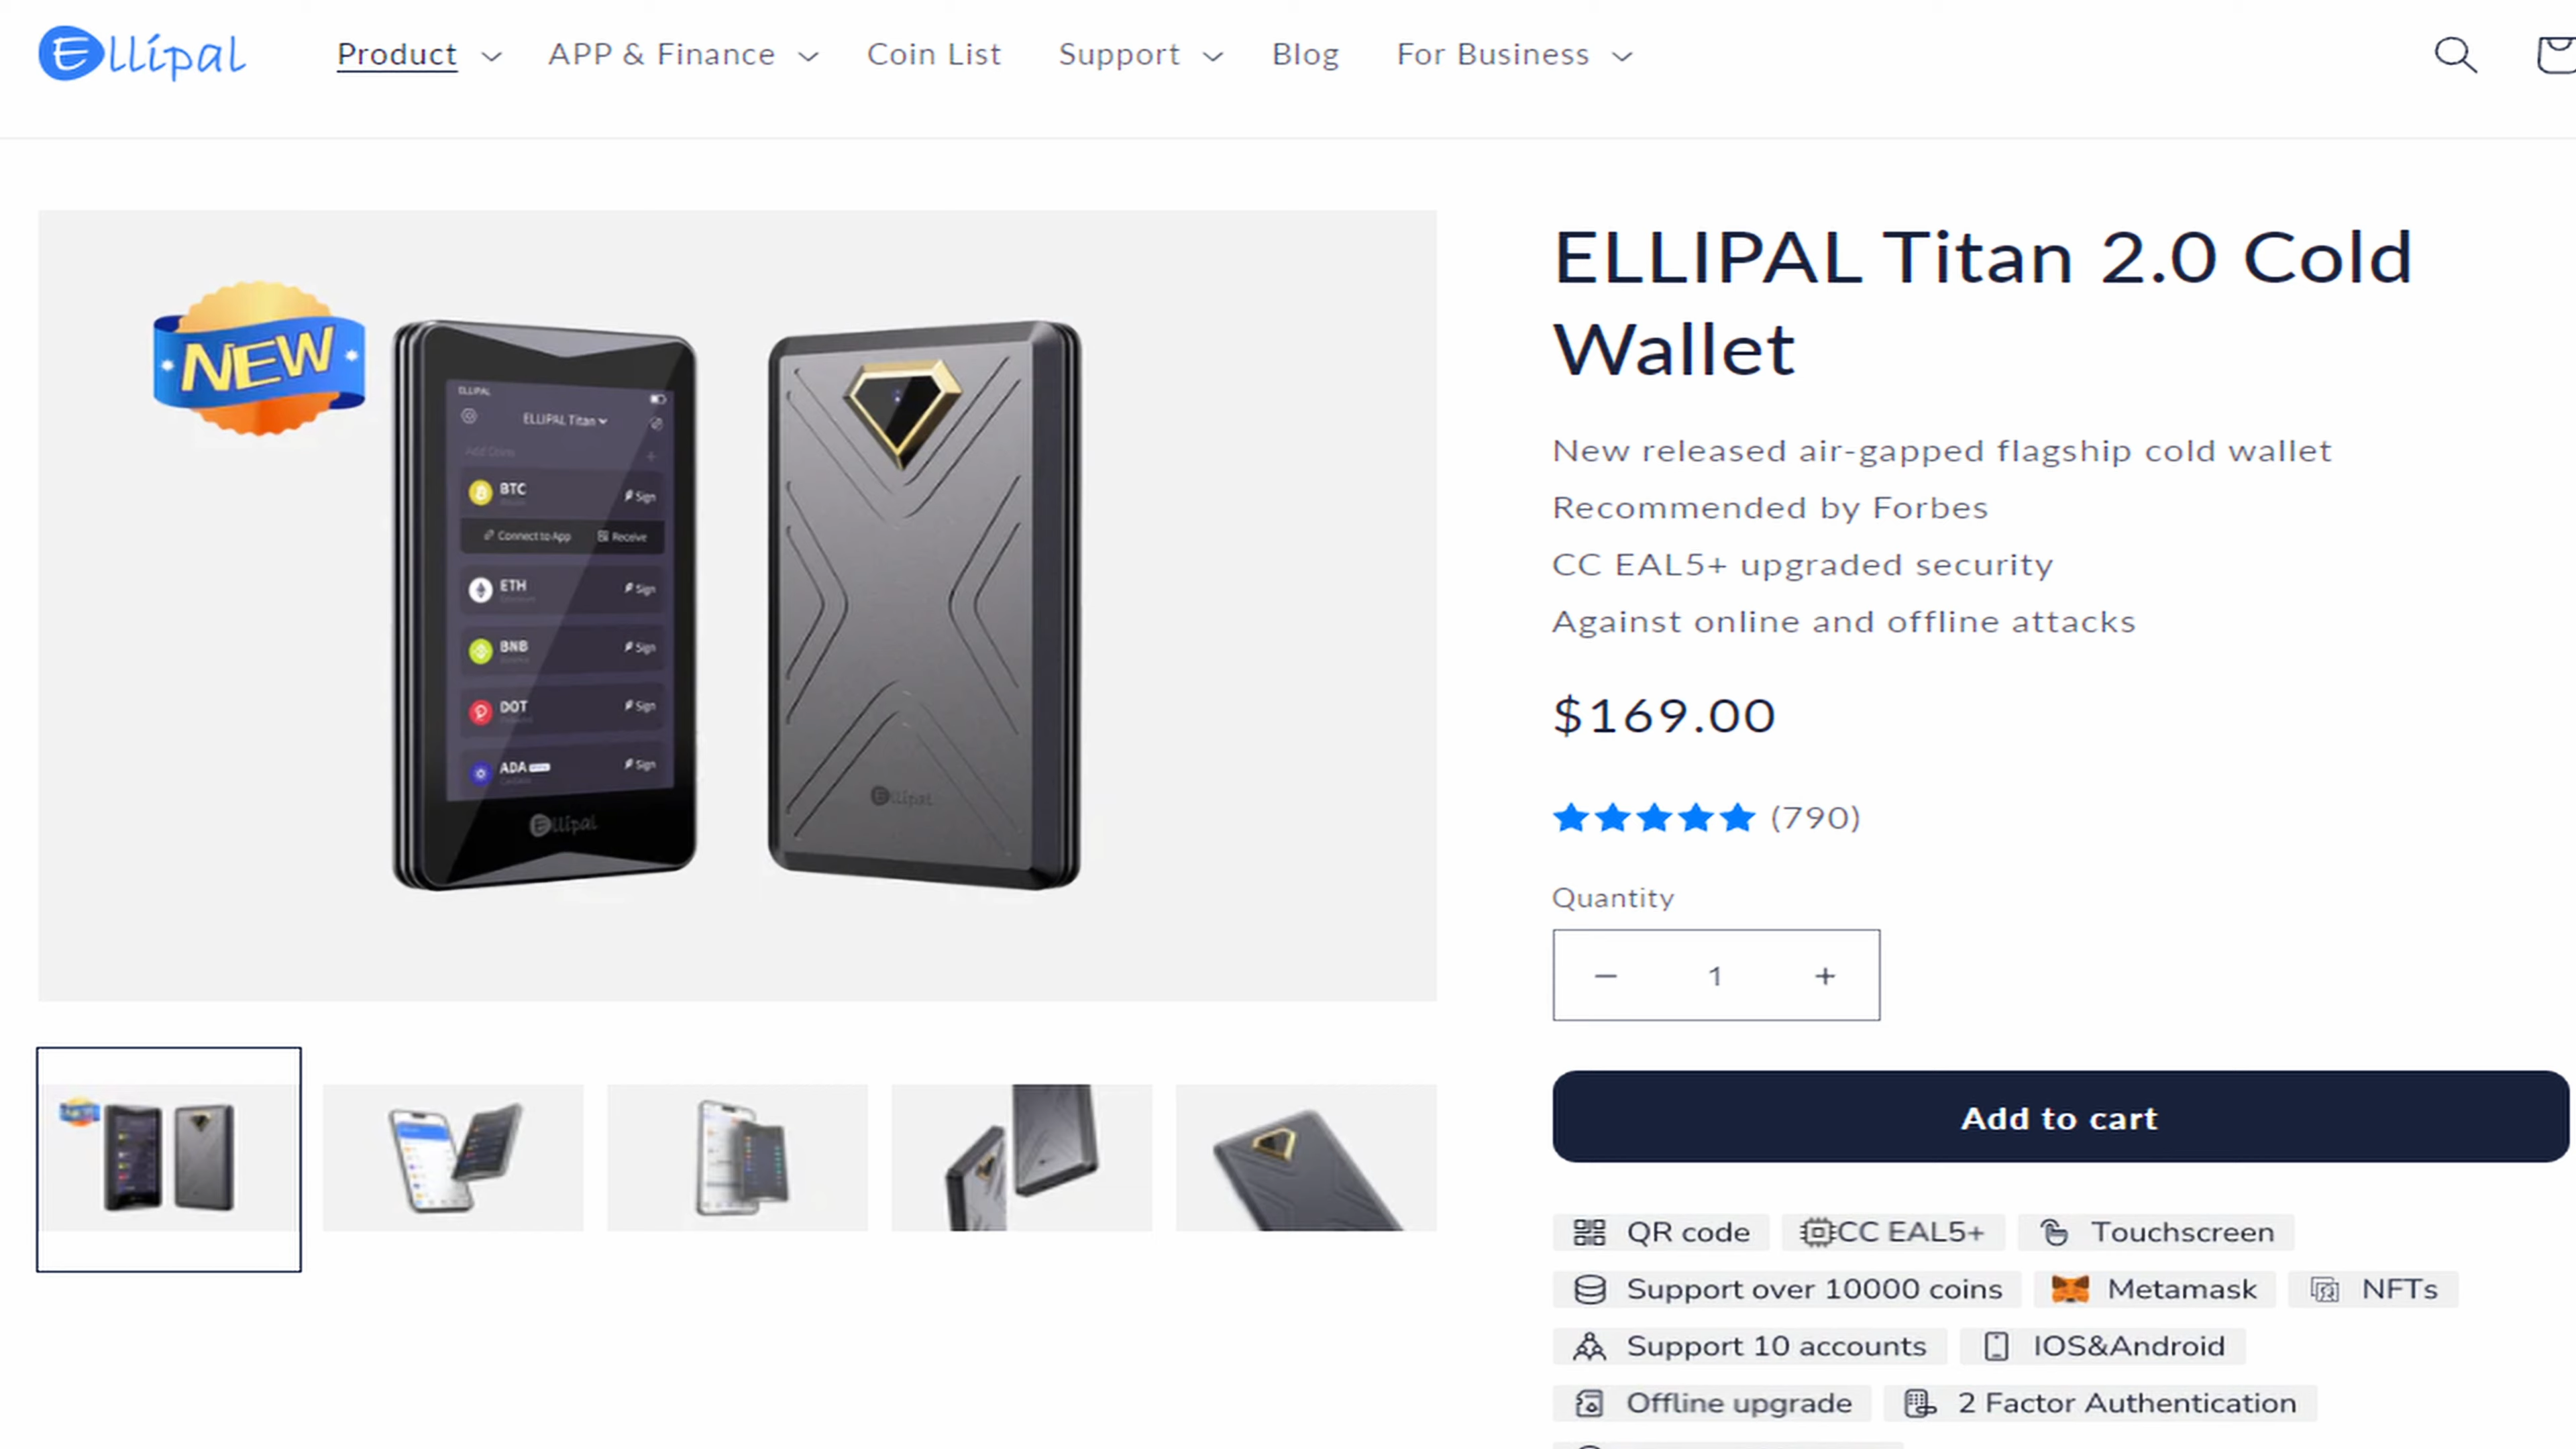 Ellipal
Product
APP & Finance
Coin List
Support
Blog
For Business
NEW
ELLIPAL
ELLIPAL Titan
Add Coins
BTC
Sign
Connect to App
Receive
ETH
Sign
BNB
Sign
DOT
Sign
ADA
Sign
Ellipal
Ellipal
ELLIPAL Titan 2.0 Cold
Wallet
New released air-gapped flagship cold wallet
Recommended by Forbes
CC EAL5+ upgraded security
Against online and offline attacks
$169.00
(790)
Quantity
− 1 +
Add to cart
QR code
CC EAL5+
Touchscreen
Support over 10000 coins
Metamask
NFTs
Support 10 accounts
IOS&Android
Offline upgrade
2 Factor Authentication